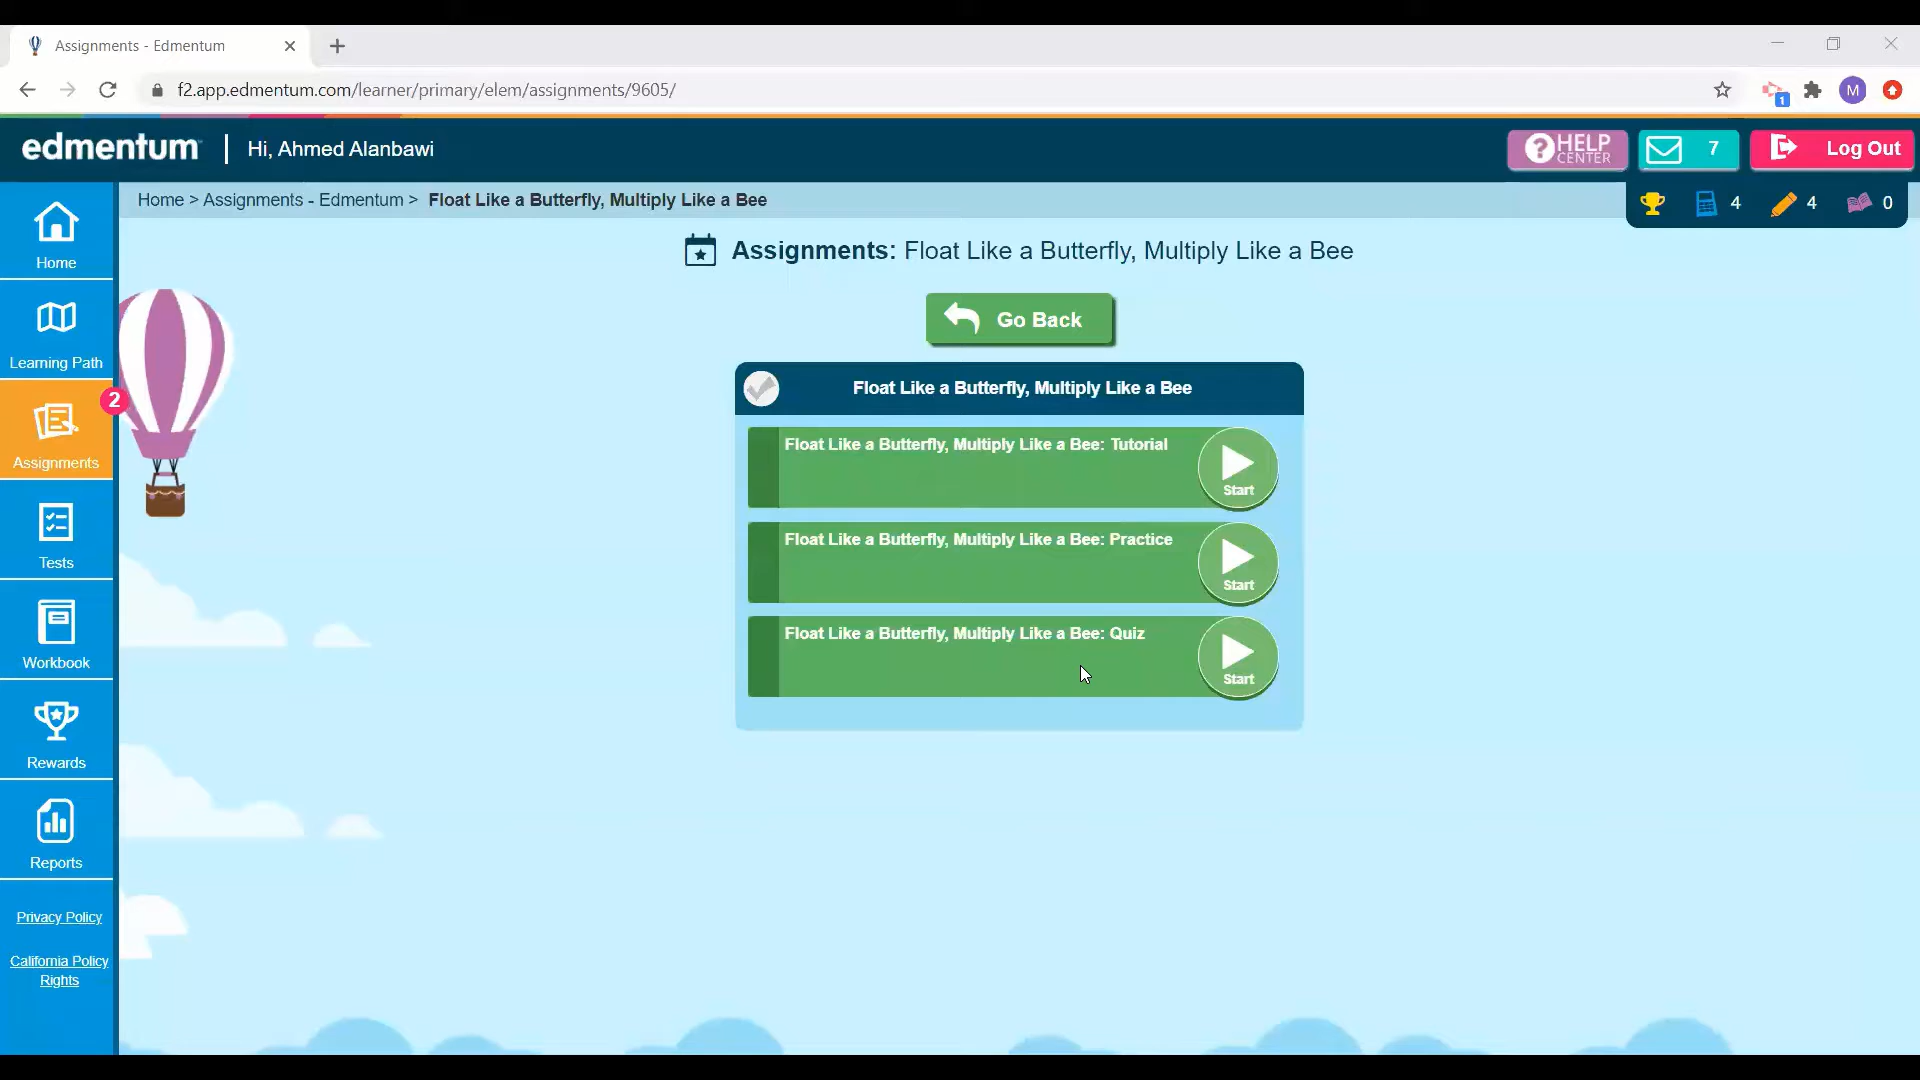 Assignments - Edmentum
f2.app.edmentum.com/learner/primary/elem/assignments/9605/
1
M
edmentum
Hi, Ahmed Alanbawi
HELP
CENTER
7
Log Out
Home > Assignments - Edmentum > Float Like a Butterfly, Multiply Like a Bee
4
4
0
Assignments: Float Like a Butterfly, Multiply Like a Bee
Go Back
Float Like a Butterfly, Multiply Like a Bee
Float Like a Butterfly, Multiply Like a Bee: Tutorial
Start
Float Like a Butterfly, Multiply Like a Bee: Practice
Start
Float Like a Butterfly, Multiply Like a Bee: Quiz
Start
Home
Learning Path
2
Assignments
Tests
Workbook
Rewards
Reports
Privacy Policy
California Policy
Rights